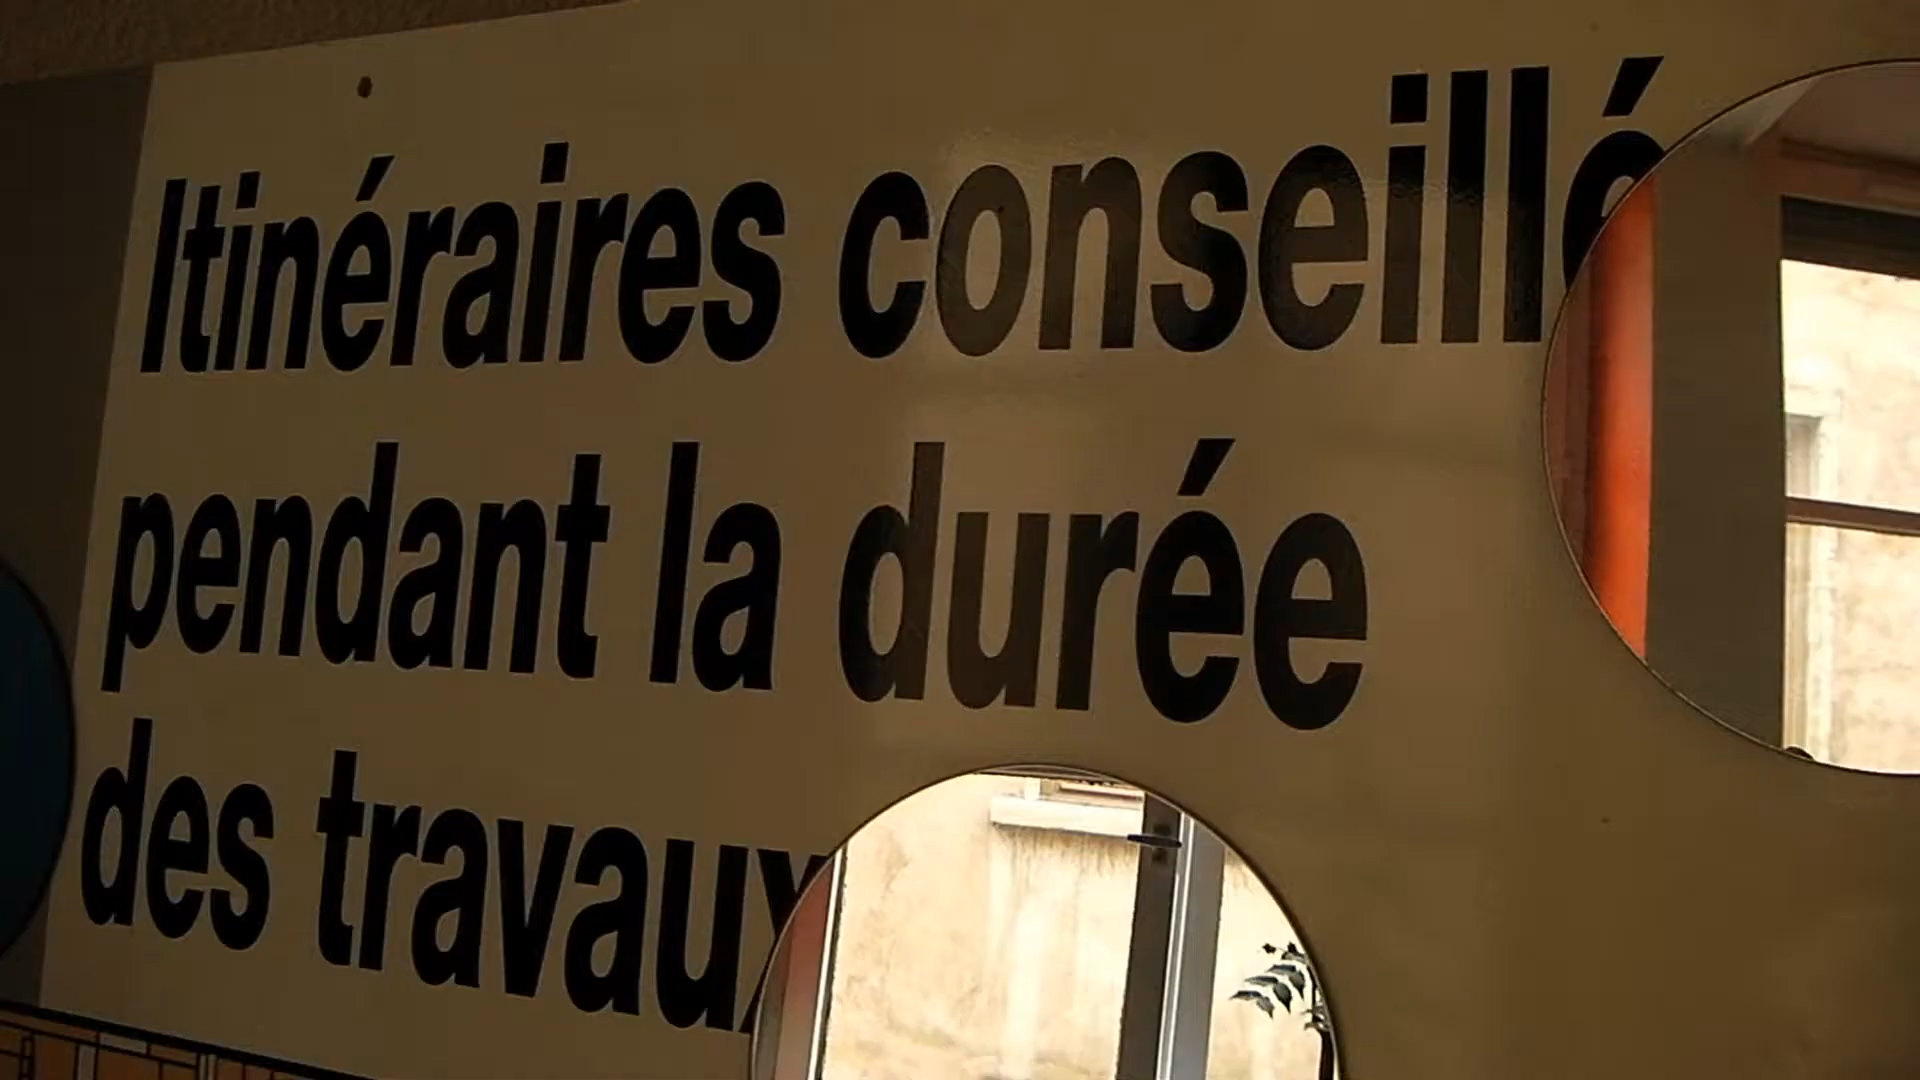 Itinéraires conseillé
pendant la durée
des travaux